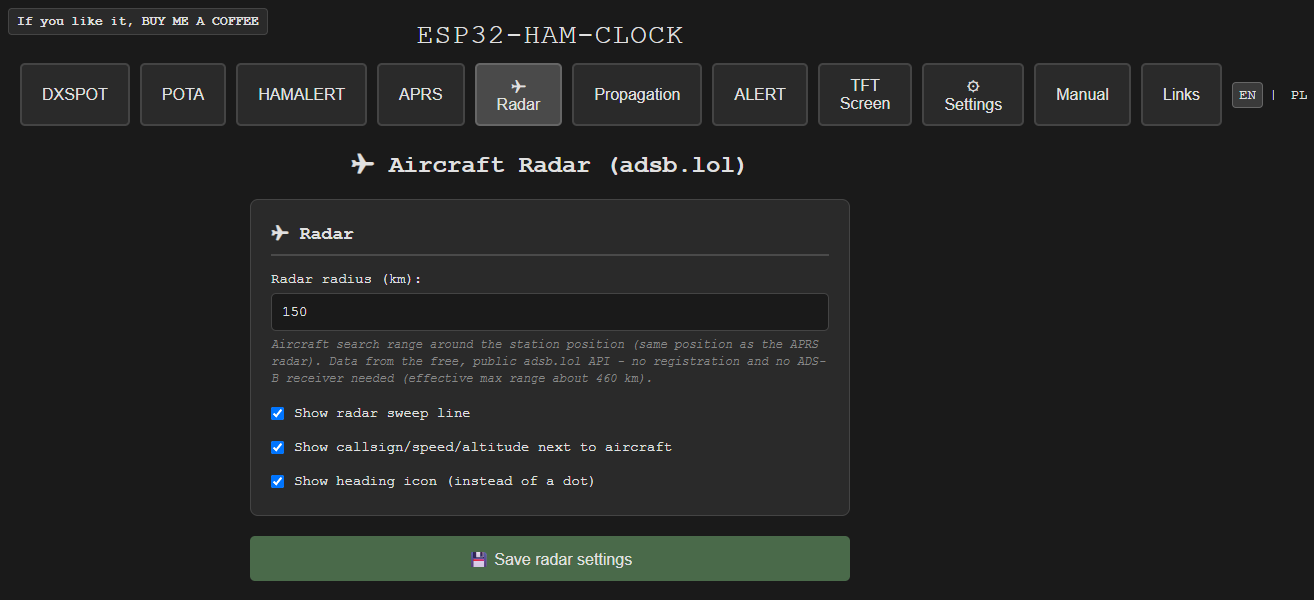 If you like it, BUY ME A COFFEE
ESP32-HAM-CLOCK
DXSPOT
POTA
HAMALERT
APRS
Radar
Propagation
ALERT
TFT
Screen
Settings
Manual
Links
EN | PL
Aircraft Radar (adsb.lol)
Radar
Radar radius (km):
150
Aircraft search range around the station position (same position as the APRS
radar). Data from the free, public adsb.lol API - no registration and no ADS-
B receiver needed (effective max range about 460 km).
Show radar sweep line
Show callsign/speed/altitude next to aircraft
Show heading icon (instead of a dot)
Save radar settings